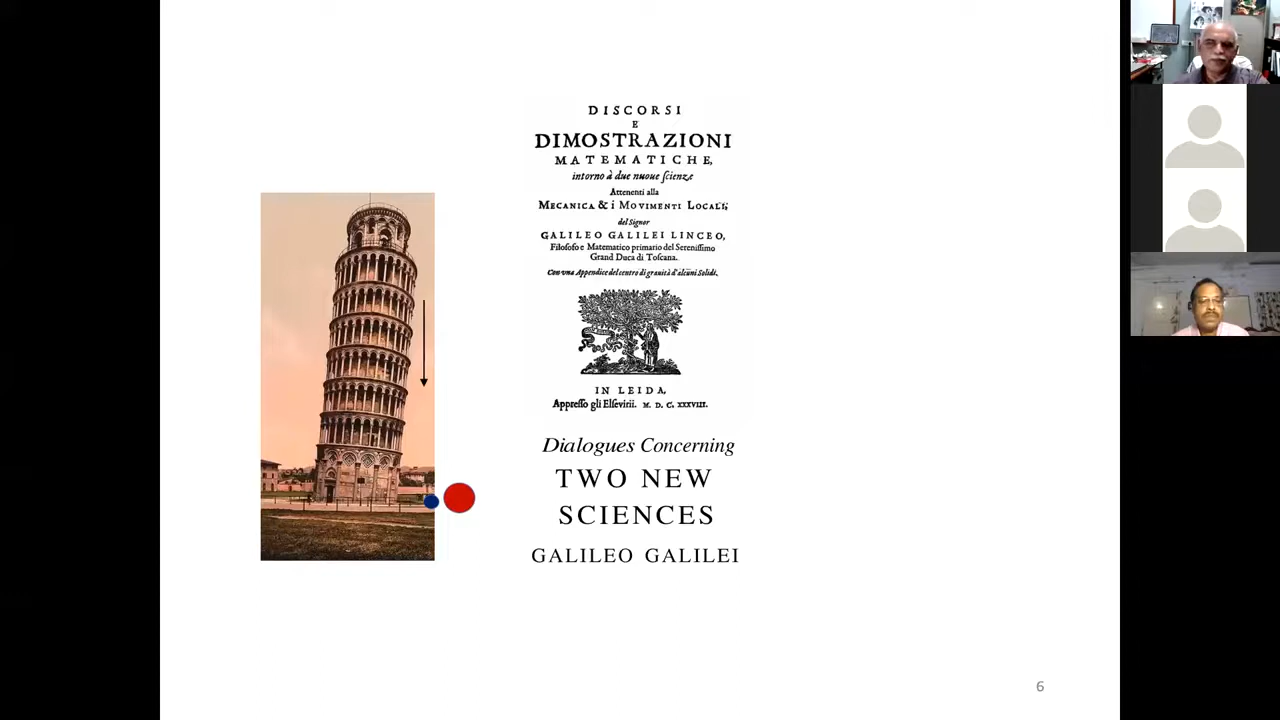 DISCORSI
E
DIMOSTRAZIONI
MATEMATICHE,
intorno à due nuoue ſcienze
Attenenti alla
MECANICA & i MOVIMENTI LOCALI;
del Signor
GALILEO GALILEI LINCEO,
Filoſofo e Matematico primario del Sereniſſimo
Grand Duca di Toſcana.
Con vna Appendice del centro di grauità d'alcuni Solidi.
IN LEIDA,
Appreſſo gli Elſevirii. M. D. C. XXXVIII.
Dialogues Concerning
TWO NEW
SCIENCES
GALILEO GALILEI
6